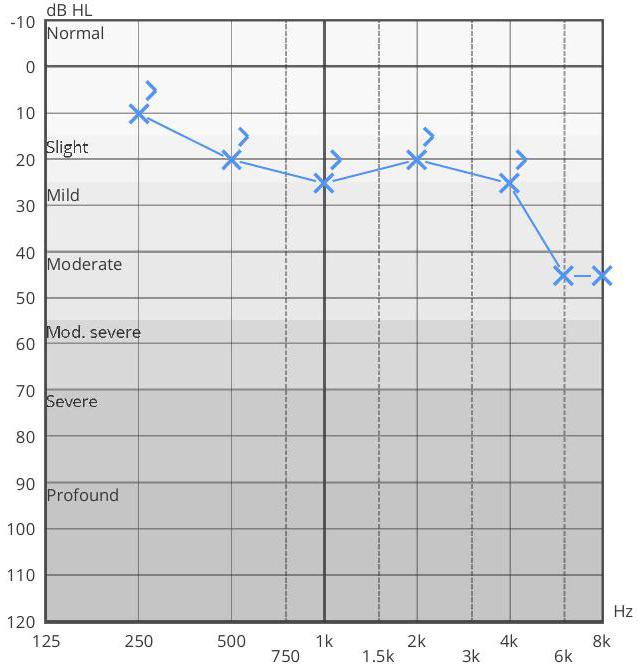 dB HL
-10
Normal
0
10
Slight
20
Mild
30
40
Moderate
50
Mod. severe
60
70
Severe
80
90
Profound
100
110
120
Hz
125 250 500 1k 2k 4k 8k
750 1.5k 3k 6k